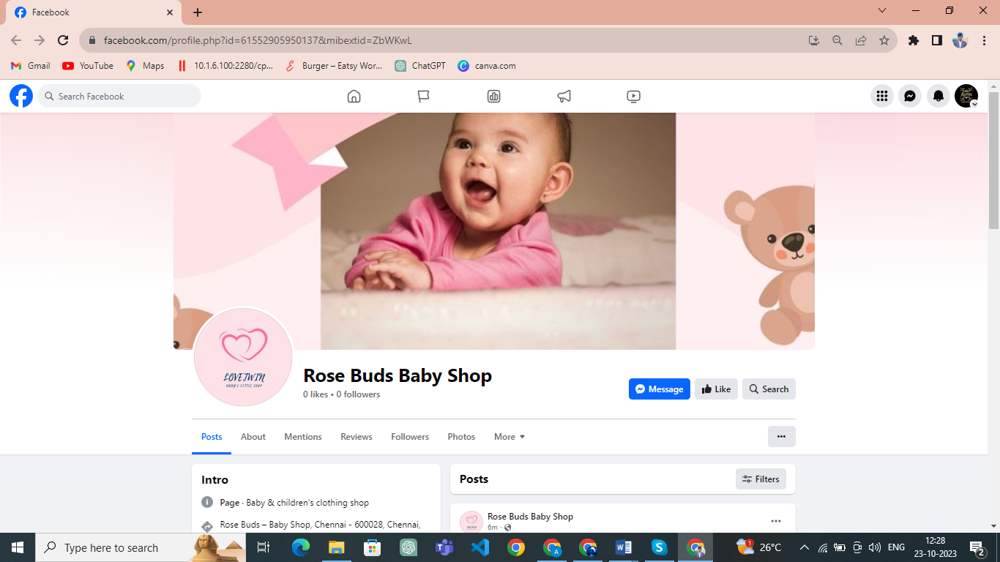 Facebook
facebook.com/profile.php?id=61552905950137&mibextid=ZbWKwL
Gmail
YouTube
Maps
10.1.6.100:2280/cp...
Burger – Eatsy Wor...
ChatGPT
canva.com
Search Facebook
LOVETWIN
BABY'S LITTLE SHOP
Rose Buds Baby Shop
0 likes • 0 followers
Message
Like
Search
Posts
About
Mentions
Reviews
Followers
Photos
More
Intro
Page · Baby & children's clothing shop
Rose Buds – Baby Shop, Chennai - 600028, Chennai,
Posts
Filters
Rose Buds Baby Shop
6m ·
Type here to search
1
26°C
ENG
12:28
23-10-2023
2